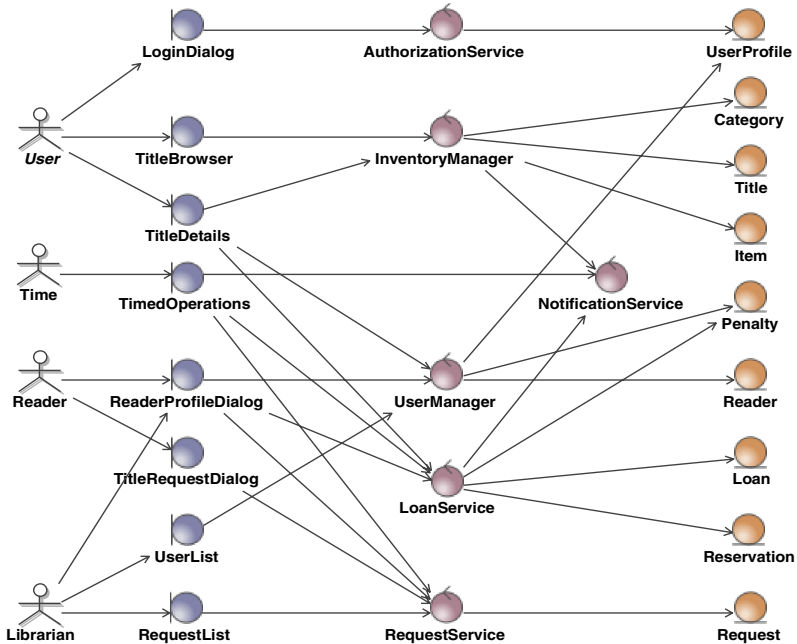 LoginDialog
AuthorizationService
UserProfile
Category
User
TitleBrowser
InventoryManager
Title
TitleDetails
Item
Time
TimedOperations
NotificationService
Penalty
Reader
ReaderProfileDialog
UserManager
Reader
TitleRequestDialog
Loan
LoanService
UserList
Reservation
Librarian
RequestList
RequestService
Request